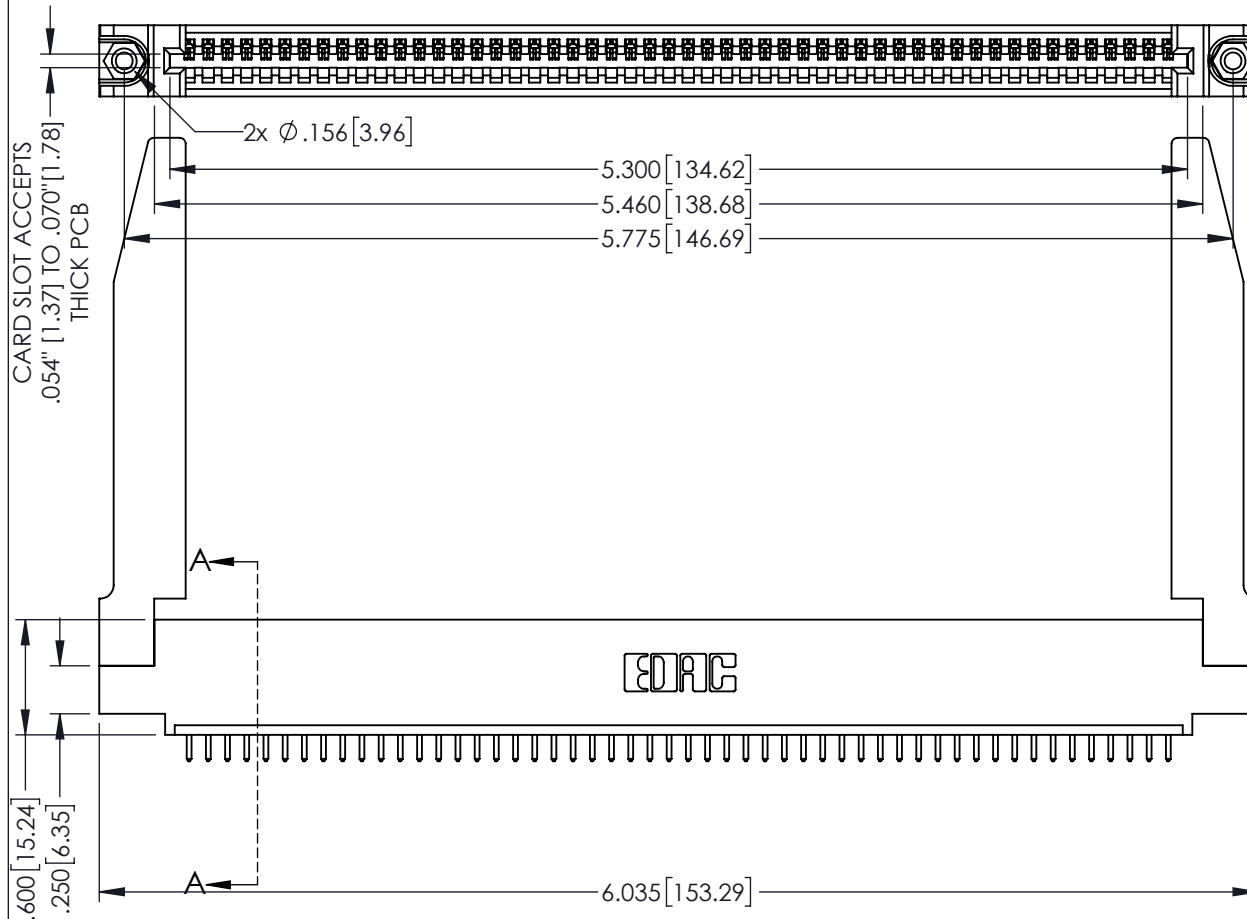 2x ∅ .156[3.96]
CARD SLOT ACCEPTS
.054" [1.37] TO .070"[1.78]
THICK PCB
5.300[134.62]
5.460[138.68]
5.775[146.69]
A
EDAC
.600[15.24]
.250[6.35]
A
6.035[153.29]